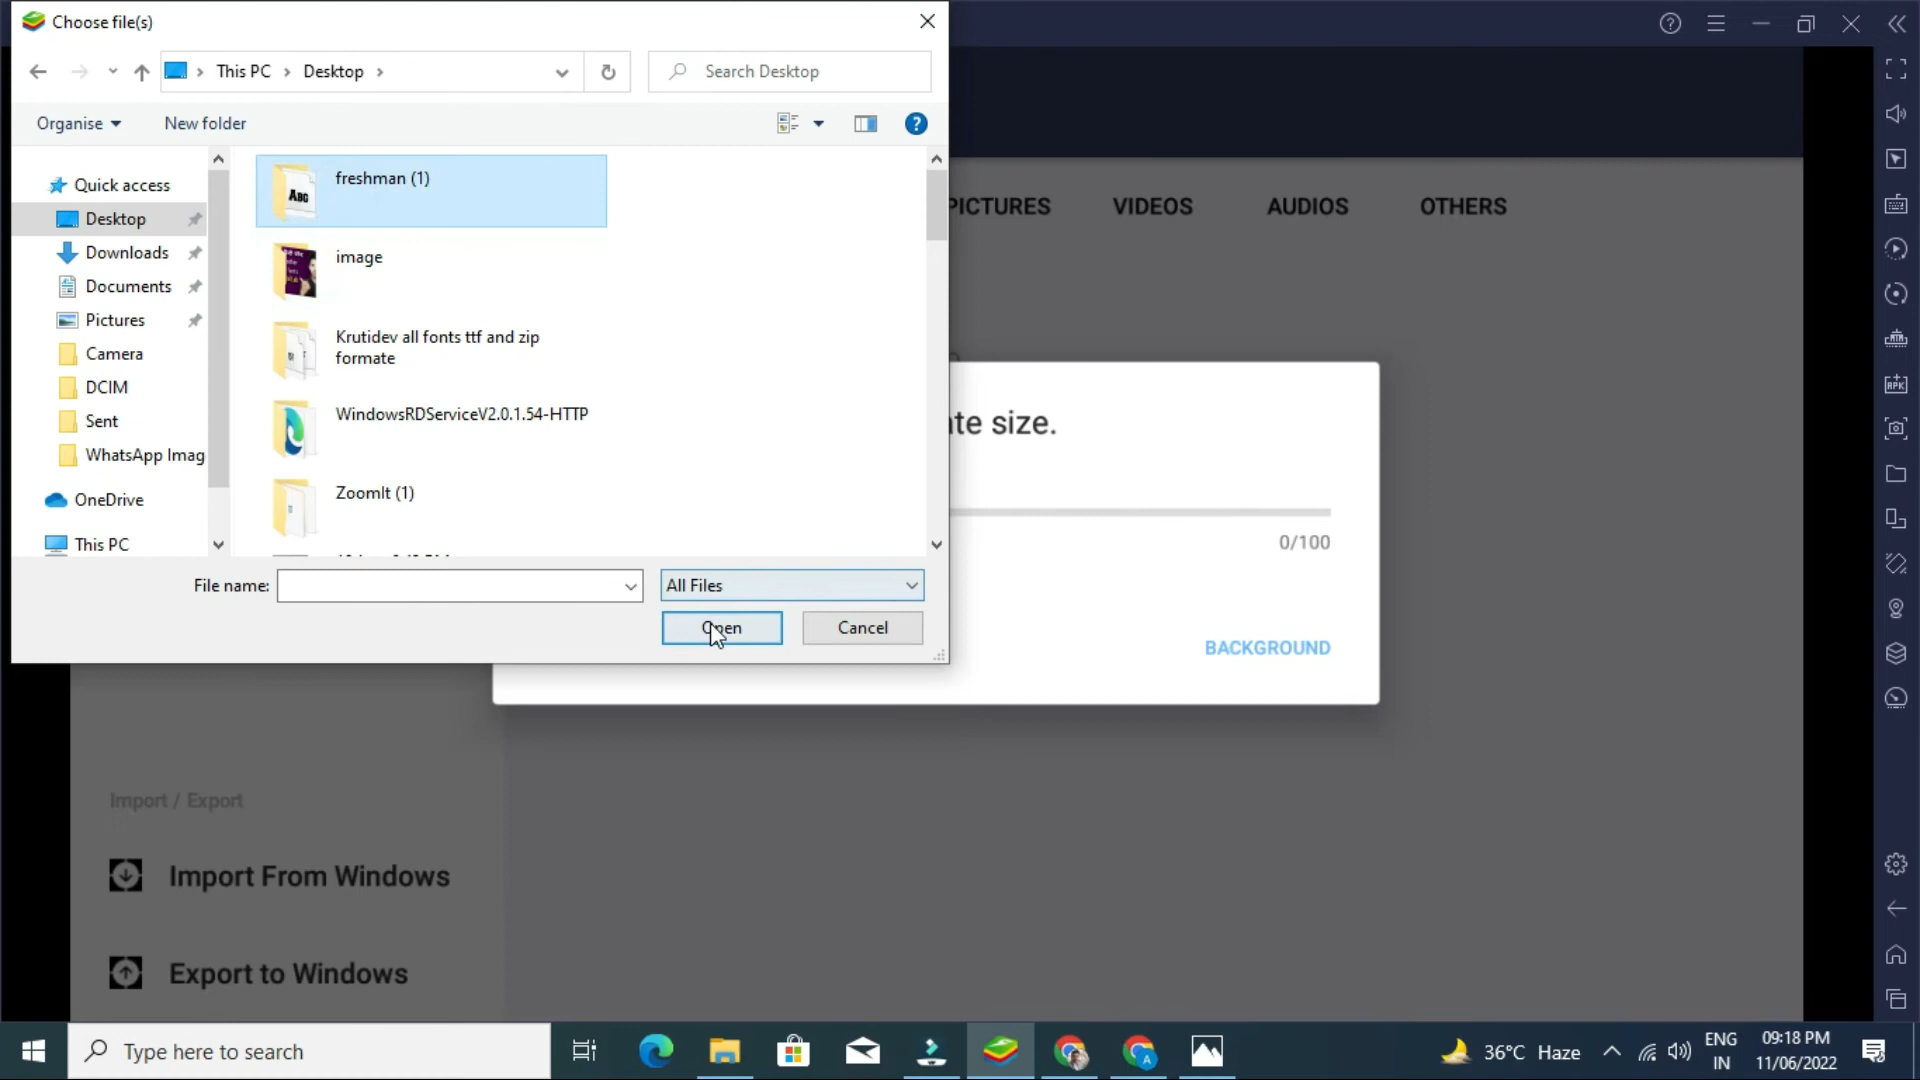 Choose file(s)
This PC
Desktop
Search Desktop
Organise
New folder
Quick access
Desktop
Downloads
Documents
Pictures
Camera
DCIM
Sent
WhatsApp Imag
OneDrive
This PC
ABG
freshman (1)
image
Krutidev all fonts ttf and zip
formate
WindowsRDServiceV2.0.1.54-HTTP
ZoomIt (1)
File name:
All Files
Open
Cancel
PICTURES
VIDEOS
AUDIOS
OTHERS
te size.
0/100
BACKGROUND
Import / Export
Import From Windows
Export to Windows
Type here to search
36°C Haze
ENG
IN
09:18 PM
11/06/2022